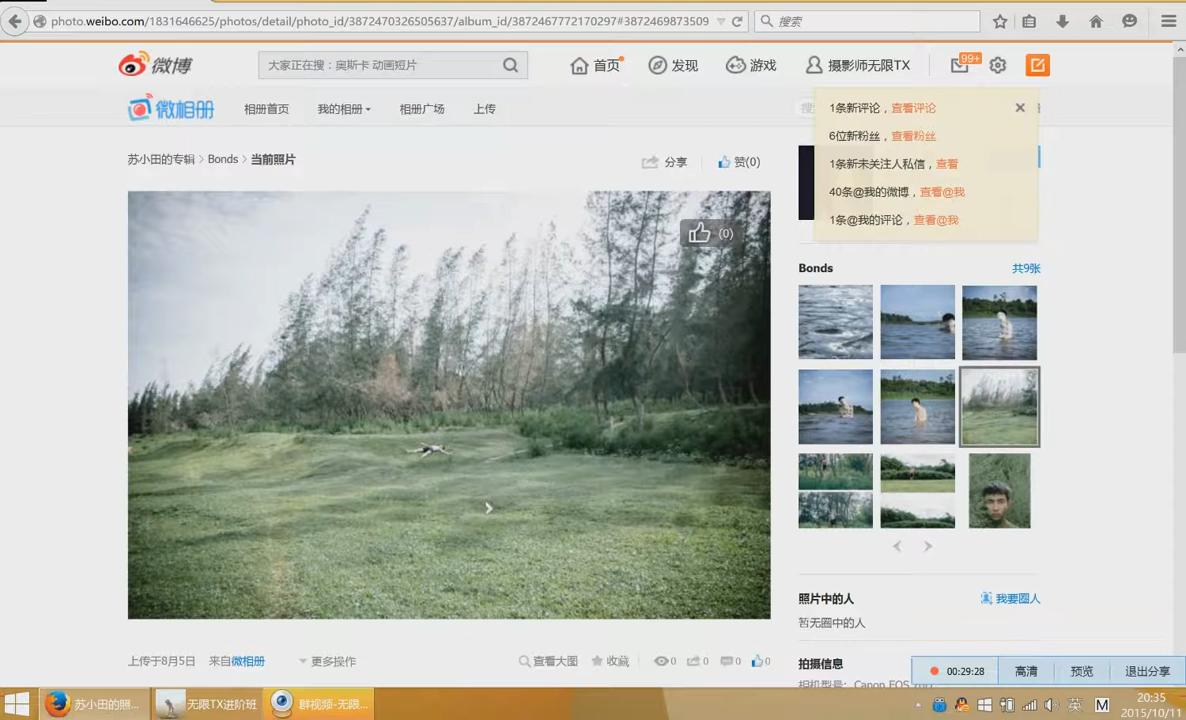 photo.weibo.com/1831646625/photos/detail/photo_id/3872470326505637/album_id/3872467772170297#3872469873509
搜索
微博
大家正在搜：奥斯卡 动画短片
首页
发现
游戏
摄影师无限TX
99+
微相册
相册首页
我的相册
相册广场
上传
1条新评论，查看评论
6位新粉丝，查看粉丝
1条新未关注人私信，查看
40条@我的微博，查看@我
1条@我的评论，查看@我
苏小田的专辑 > Bonds > 当前照片
分享
赞(0)
(0)
Bonds
共9张
照片中的人
我要圈人
暂无圈中的人
上传于8月5日 来自微相册
更多操作
查看大图
收藏
0
0
0
0
拍摄信息
00:29:28
高清
预览
退出分享
苏小田的照...
无限TX进阶班
群视频-无限...
英
M
20:35
2015/10/11